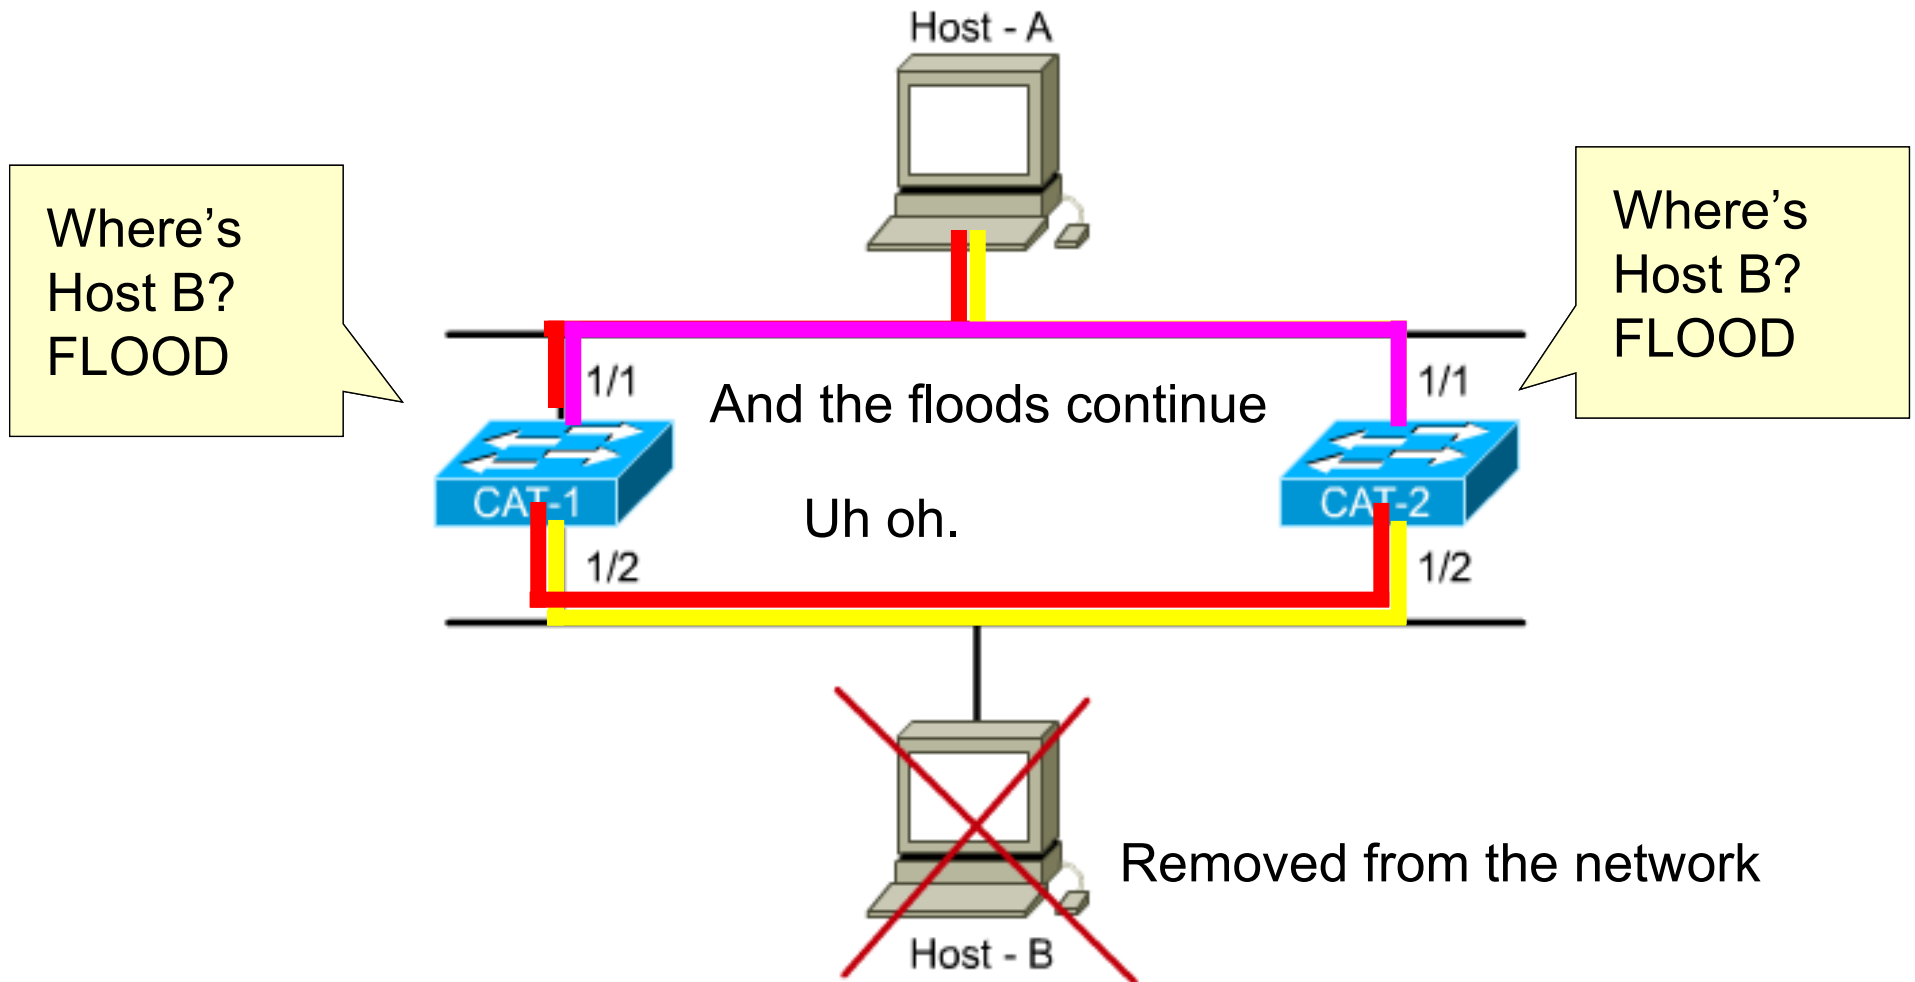 Host - A
Where's
Host B?
FLOOD
Where's
Host B?
FLOOD
1/1
And the floods continue
1/1
CAT-1
Uh oh.
CAT-2
1/2
1/2
Removed from the network
Host - B